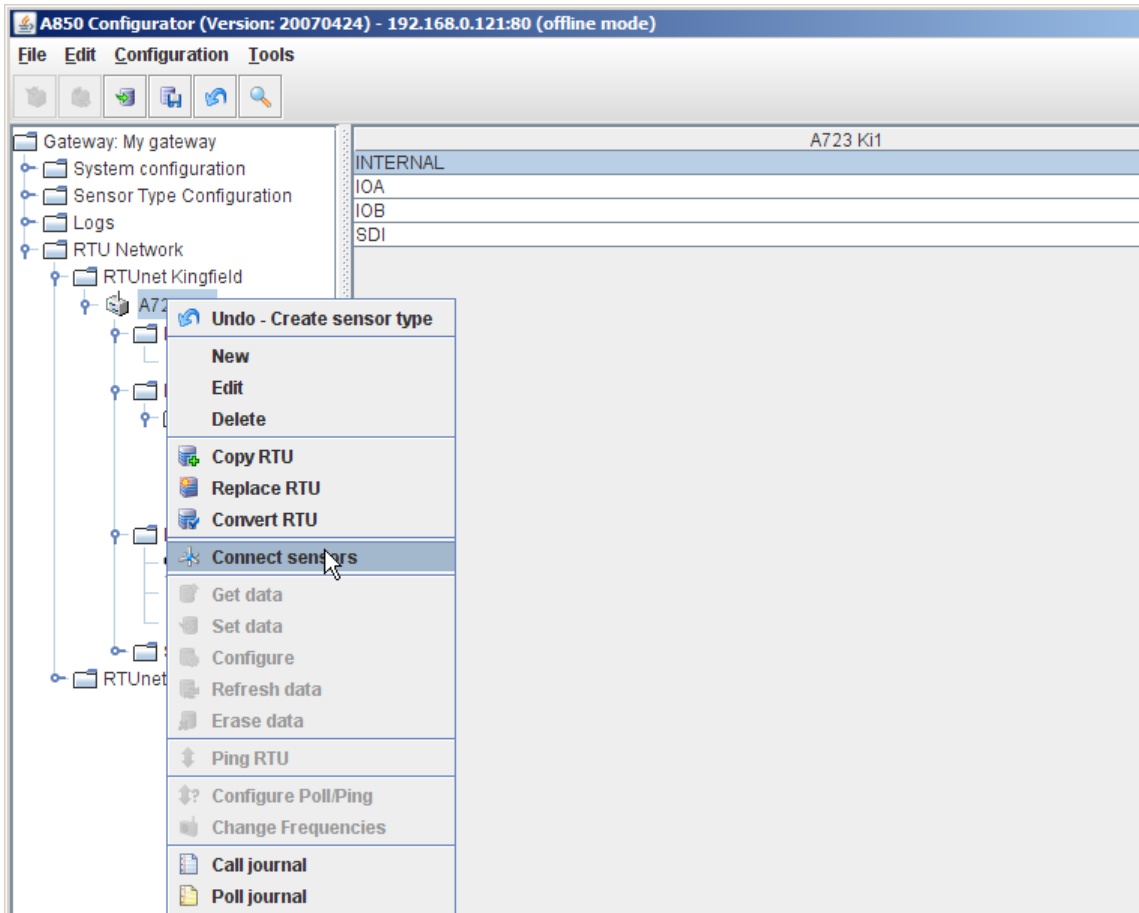 A850 Configurator (Version: 20070424) - 192.168.0.121:80 (offline mode)
File Edit Configuration Tools
Gateway: My gateway
System configuration
Sensor Type Configuration
Logs
RTU Network
RTUnet Kingfield
RTUnet
A723 Ki1
INTERNAL
IOA
IOB
SDI
Undo - Create sensor type
New
Edit
Delete
Copy RTU
Replace RTU
Convert RTU
Connect sensors
Get data
Set data
Configure
Refresh data
Erase data
Ping RTU
Configure Poll/Ping
Change Frequencies
Call journal
Poll journal